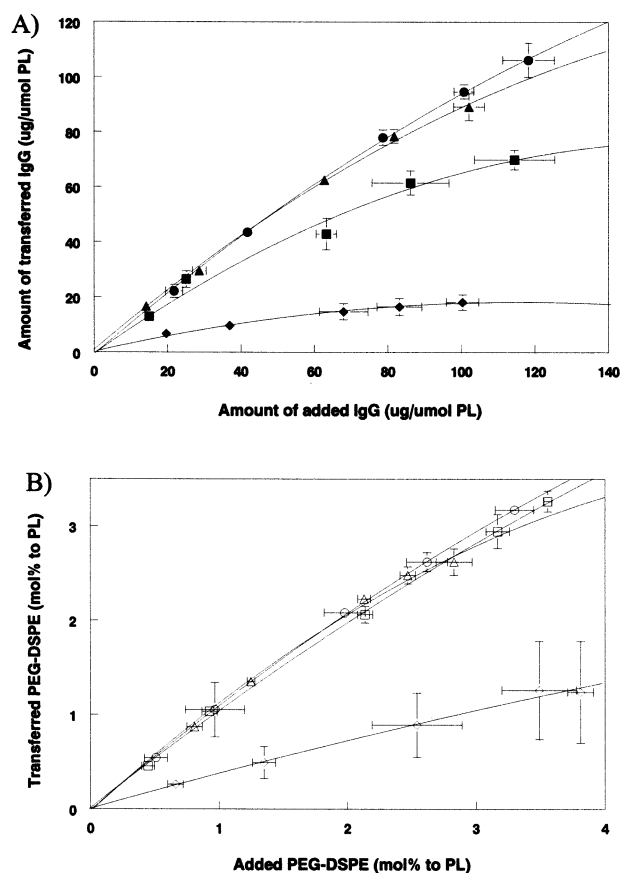 A)
120
100
80
60
40
20
0
Amount of transferred IgG (ug/umol PL)
0 20 40 60 80 100 120 140
Amount of added IgG (ug/umol PL)
B)
3
2
1
0
Transferred PEG-DSPE (mol% to PL)
0 1 2 3 4
Added PEG-DSPE (mol% to PL)